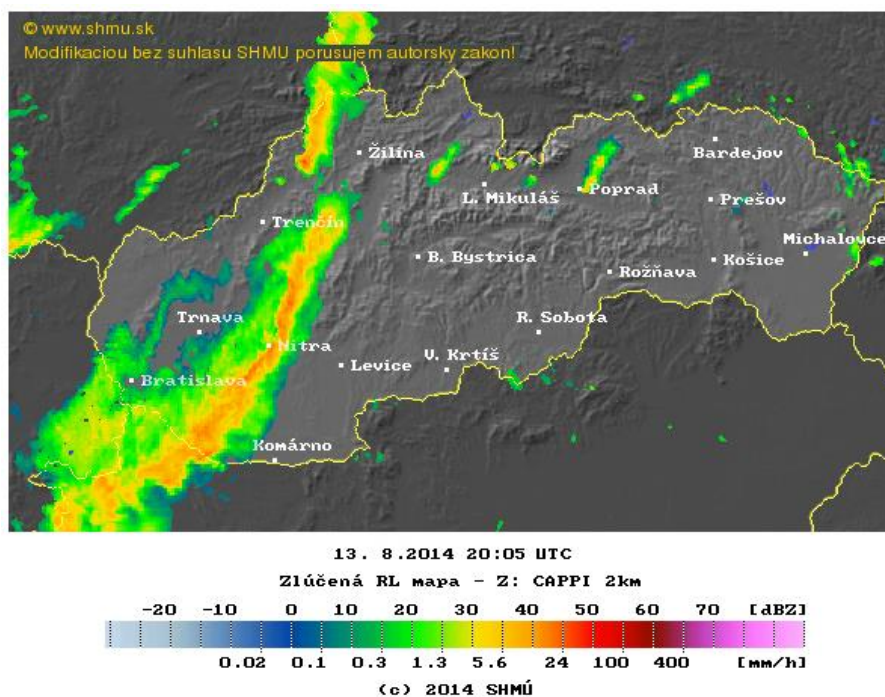 © www.shmu.sk
Modifikaciou bez suhlasu SHMU porusujem autorsky zakon!
Žilina
Bardejov
L. Mikuláš
Poprad
Prešov
Trenčín
Michalovce
B. Bystrica
Košice
Rožňava
Trnava
R. Sobota
Nitra
V. Krtíš
Levice
Bratislava
Komárno
13. 8.2014 20:05 UTC
Zlúčená RL mapa - Z: CAPPI 2km
-20 -10 0 10 20 30 40 50 60 70 [dBZ]
0.02 0.1 0.3 1.3 5.6 24 100 400 [mm/h]
(c) 2014 SHMÚ